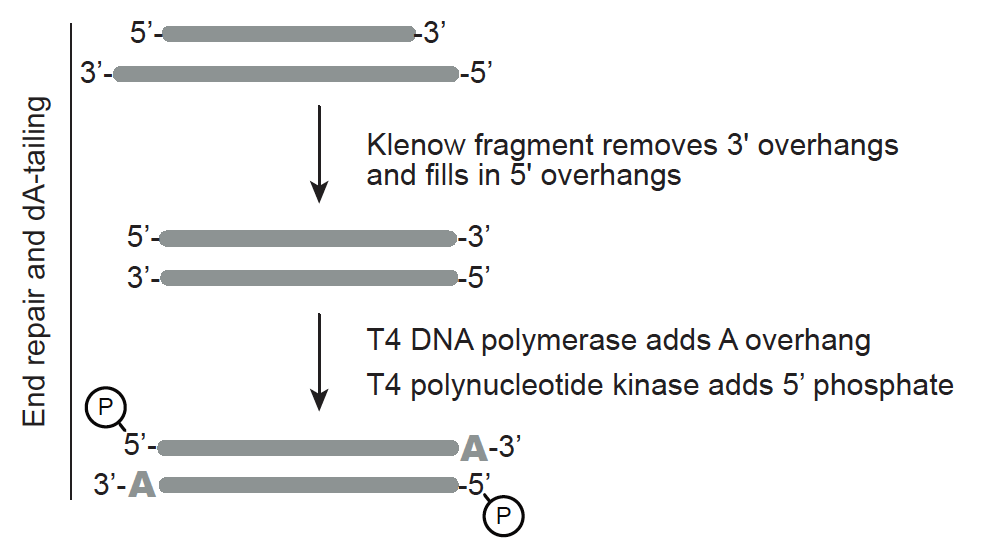 End repair and dA-tailing
5’- -3’
3’- -5’
Klenow fragment removes 3' overhangs
and fills in 5' overhangs
5’- -3’
3’- -5’
T4 DNA polymerase adds A overhang
T4 polynucleotide kinase adds 5’ phosphate
P
5’- A-3’
3’-A -5’
P